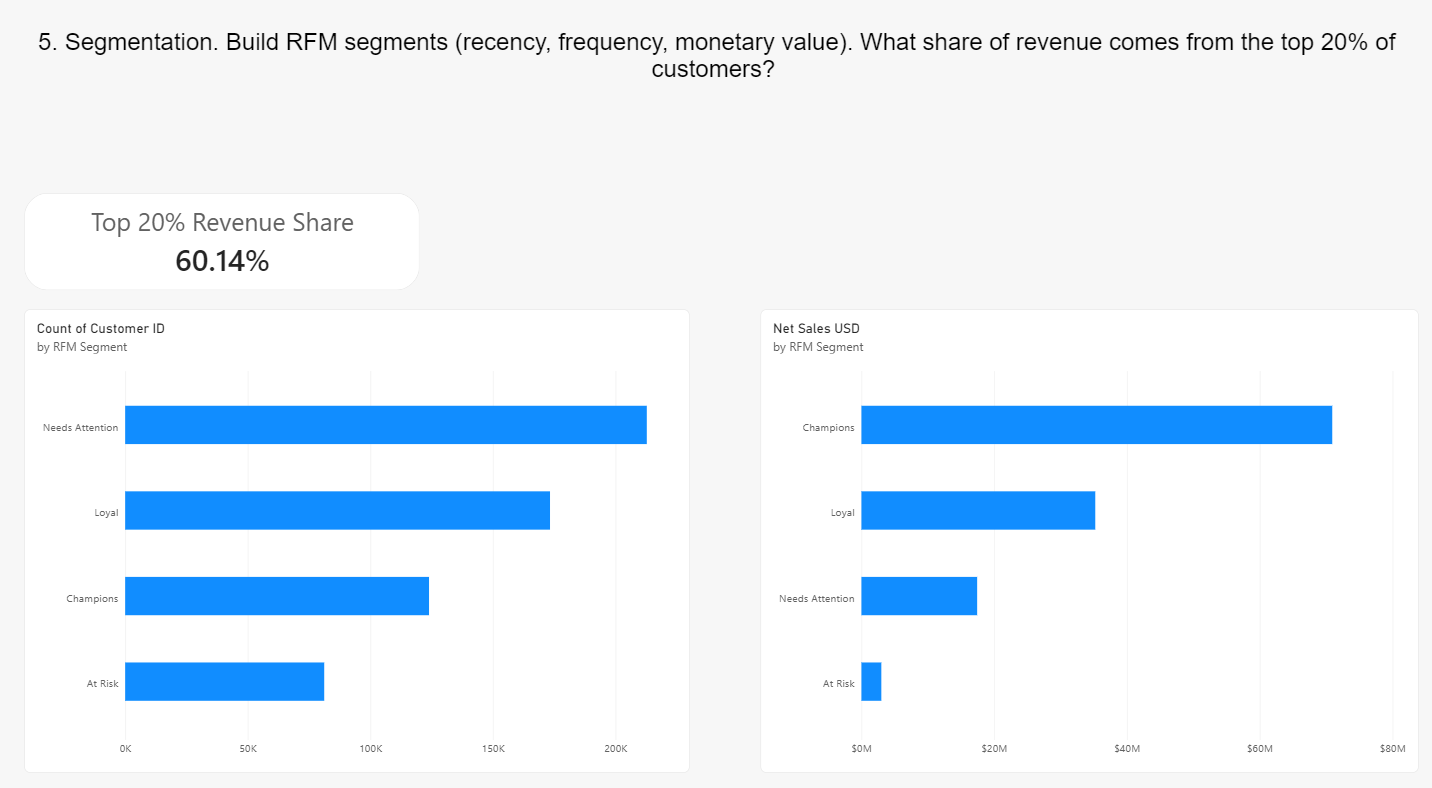 5. Segmentation. Build RFM segments (recency, frequency, monetary value). What share of revenue comes from the top 20% of
customers?
Top 20% Revenue Share
60.14%
Count of Customer ID
by RFM Segment
Needs Attention
Loyal
Champions
At Risk
0K 50K 100K 150K 200K
Net Sales USD
by RFM Segment
Champions
Loyal
Needs Attention
At Risk
$0M $20M $40M $60M $80M